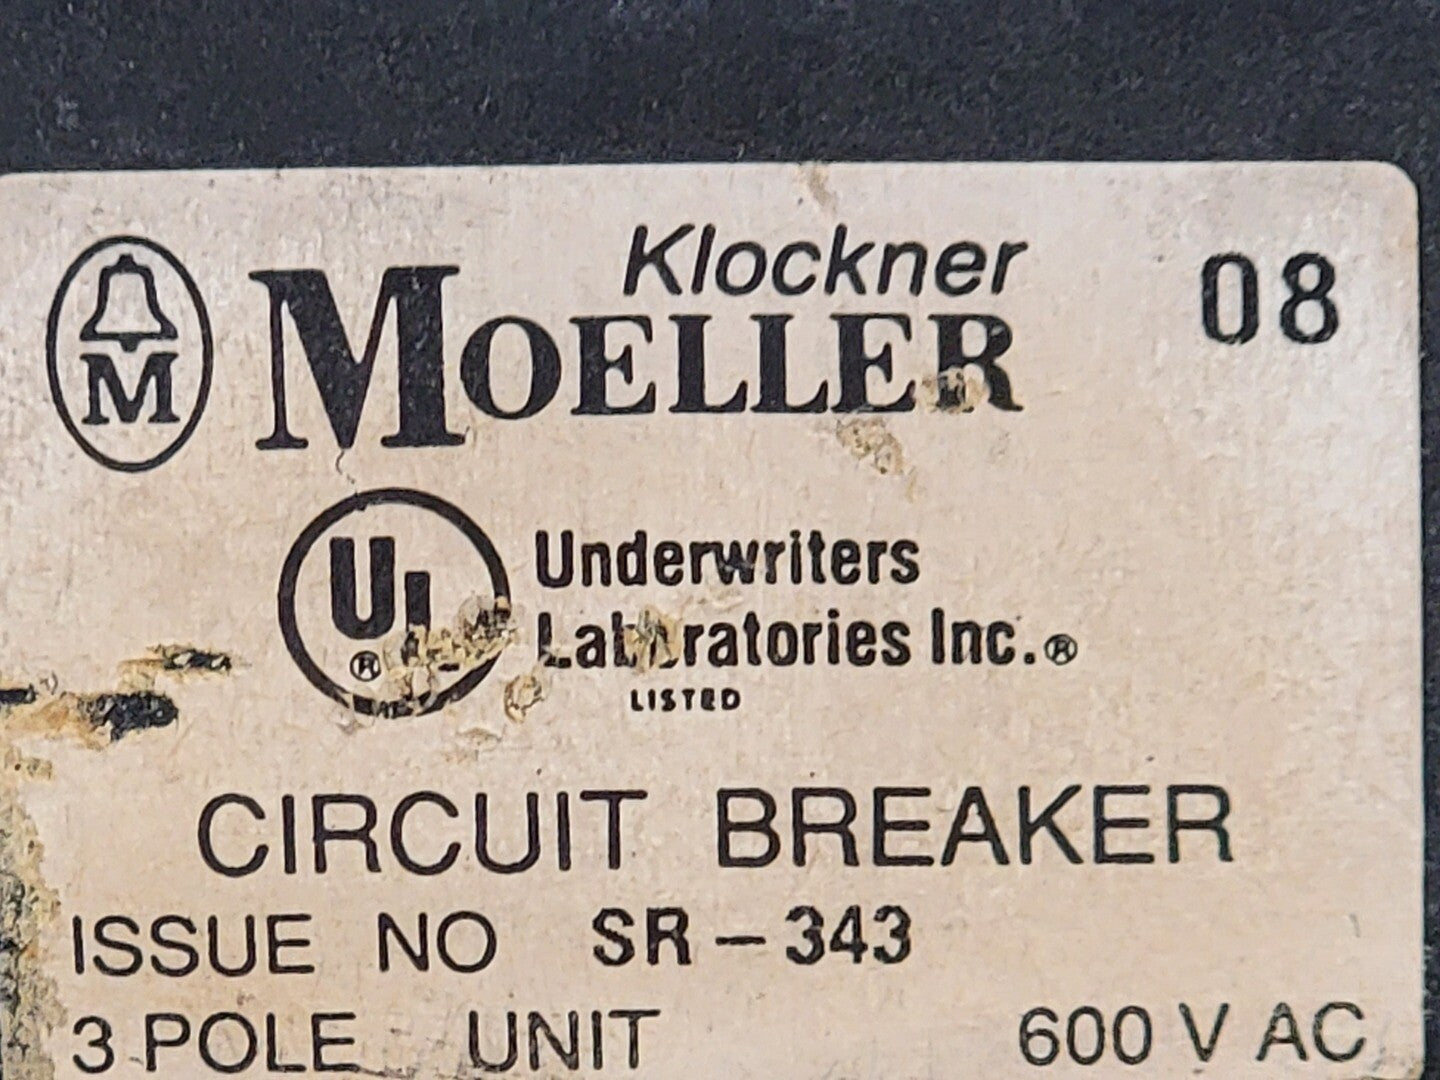 M
Klockner
MOELLER
08
UL
®
Underwriters
Laboratories Inc.®
LISTED
CIRCUIT BREAKER
ISSUE NO SR-343
3 POLE UNIT 600 V AC